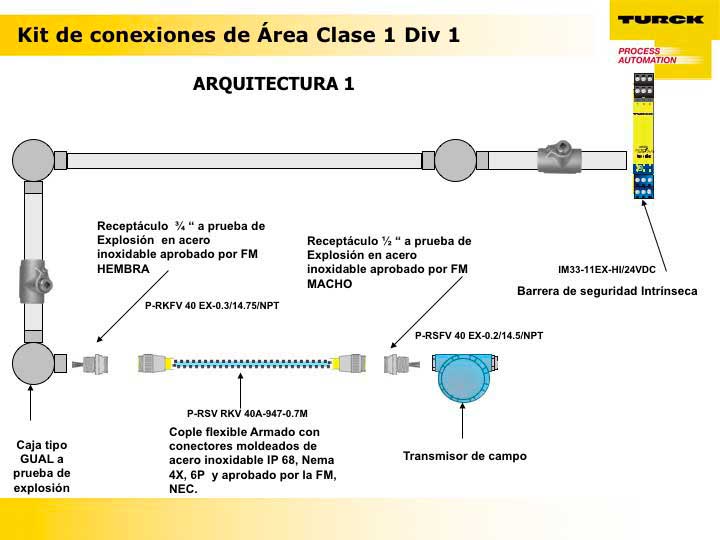 Kit de conexiones de Área Clase 1 Div 1
TURCK
PROCESS
AUTOMATION
ARQUITECTURA 1
TURCK
Receptáculo ¾ “ a prueba de
Explosión en acero
inoxidable aprobado por FM
HEMBRA
Receptáculo ½ “ a prueba de
Explosión en acero
inoxidable aprobado por FM
MACHO
IM33-11EX-HI/24VDC
Barrera de seguridad Intrínseca
P-RKFV 40 EX-0.3/14.75/NPT
P-RSFV 40 EX-0.2/14.5/NPT
P-RSV RKV 40A-947-0.7M
Cople flexible Armado con
conectores moldeados de
acero inoxidable IP 68, Nema
4X, 6P y aprobado por la FM,
NEC.
Caja tipo
GUAL a
prueba de
explosión
Transmisor de campo